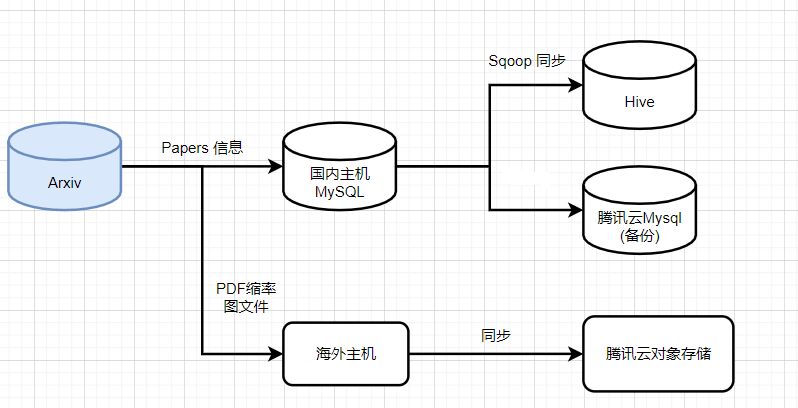 Sqoop 同步
Hive
Papers 信息
Arxiv
国内主机
MySQL
腾讯云Mysql
(备份)
PDF缩率
图文件
海外主机
同步
腾讯云对象存储